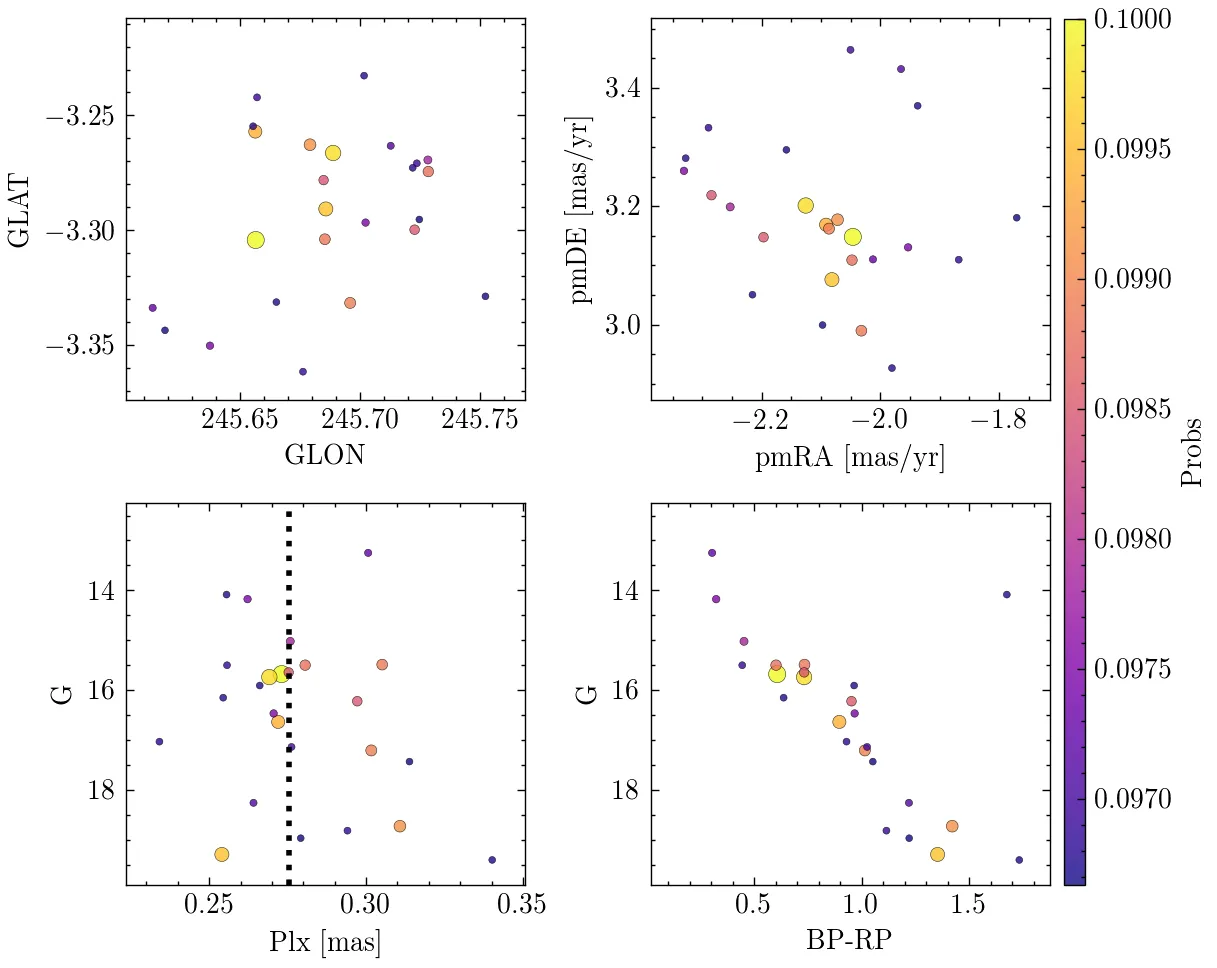 −3.25
−3.30
−3.35
GLAT
245.65 245.70 245.75
GLON
3.4
3.2
3.0
pmDE [mas/yr]
−2.2 −2.0 −1.8
pmRA [mas/yr]
14
16
18
G
0.25 0.30 0.35
Plx [mas]
14
16
18
G
0.5 1.0 1.5
BP-RP
0.1000
0.0995
0.0990
0.0985
0.0980
0.0975
0.0970
Probs